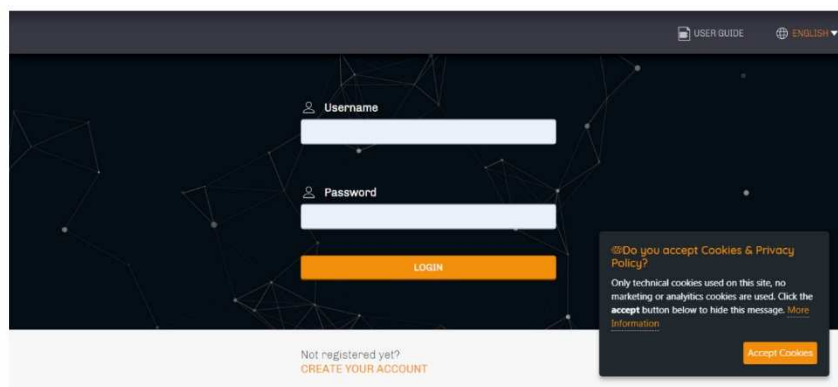 USER GUIDE
ENGLISH
Username
Password
LOGIN
Do you accept Cookies & Privacy
Policy?
Only technical cookies used on this site, no
marketing or analyitics cookies are used. Click the
accept button below to hide this message. More
Information
Accept Cookies
Not registered yet?
CREATE YOUR ACCOUNT